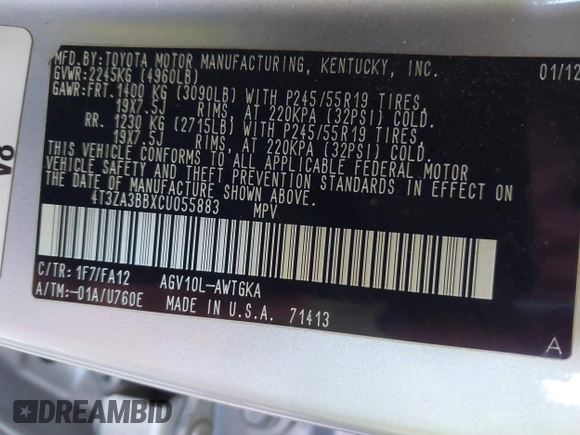 MFD.BY:TOYOTA MOTOR MANUFACTURING, KENTUCKY, INC. 01/12
GVWR:2245KG (4960LB)
GAWR:FRT. 1400 KG (3090LB) WITH P245/55R19 TIRES,
19X7.5J RIMS, AT 220KPA (32PSI) COLD.
RR. 1230 KG (2715LB) WITH P245/55R19 TIRES,
19X7.5J RIMS, AT 220KPA (32PSI) COLD.
THIS VEHICLE CONFORMS TO ALL APPLICABLE FEDERAL MOTOR
VEHICLE SAFETY AND THEFT PREVENTION STANDARDS IN EFFECT ON
THE DATE OF MANUFACTURE SHOWN ABOVE.
4T3ZA3BBXCU055883 MPV
C/TR: 1F7/FA12 AGV10L-AWTGKA
A/TM:-01A/U760E MADE IN U.S.A. 71413
A
V8
DREAMBID